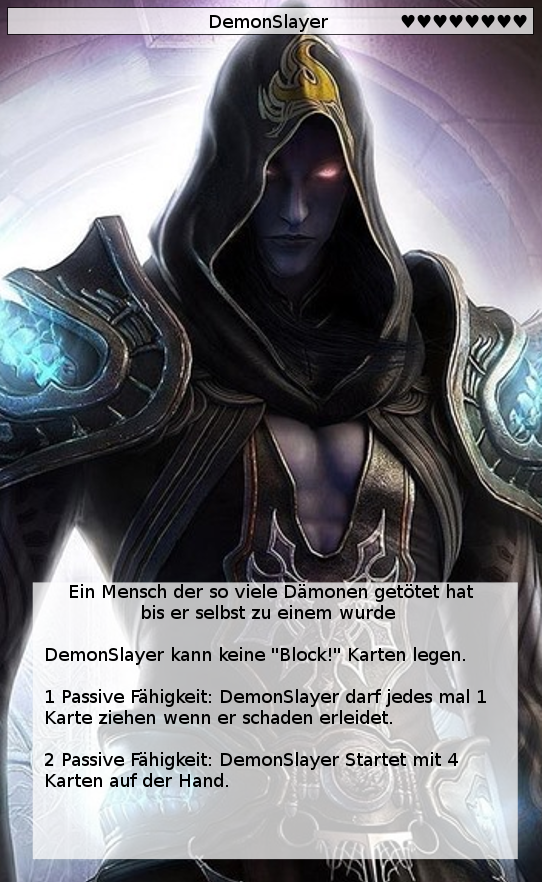 DemonSlayer ♥♥♥♥♥♥♥♥
Ein Mensch der so viele Dämonen getötet hat
bis er selbst zu einem wurde
DemonSlayer kann keine "Block!" Karten legen.
1 Passive Fähigkeit: DemonSlayer darf jedes mal 1
Karte ziehen wenn er schaden erleidet.
2 Passive Fähigkeit: DemonSlayer Startet mit 4
Karten auf der Hand.